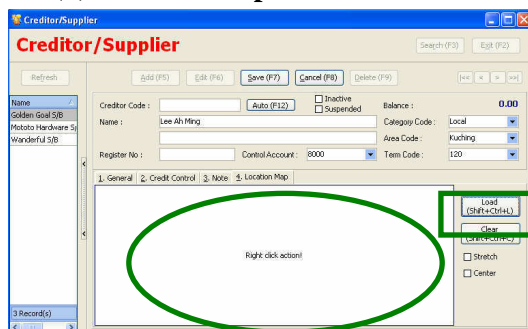 Creditor/Supplier
Creditor/Supplier
Search (F3) Exit (F2)
Refresh Add (F5) Edit (F6) Save (F7) Cancel (F8) Delete (F9)
Name
Golden Goal S/B
Mototo Hardware Sp
Wanderful S/B
Creditor Code : Auto (F12) Inactive Suspended Balance : 0.00
Name : Lee Ah Ming Category Code : Local
Area Code : Kuching
Register No : Control Account : 8000 Term Code : 120
1. General 2. Credit Control 3. Note 4. Location Map
Load
(Shift+Ctrl+L)
Clear
(Shift+Ctrl+C)
Right click action!
Stretch
Center
3 Record(s)